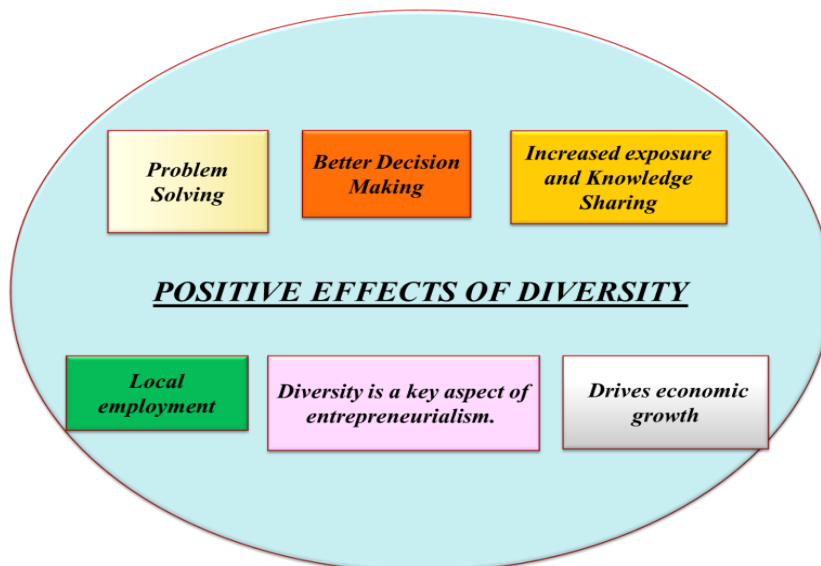 Problem
Solving
Better Decision
Making
Increased exposure
and Knowledge
Sharing
POSITIVE EFFECTS OF DIVERSITY
Local
employment
Diversity is a key aspect of
entrepreneurialism.
Drives economic
growth